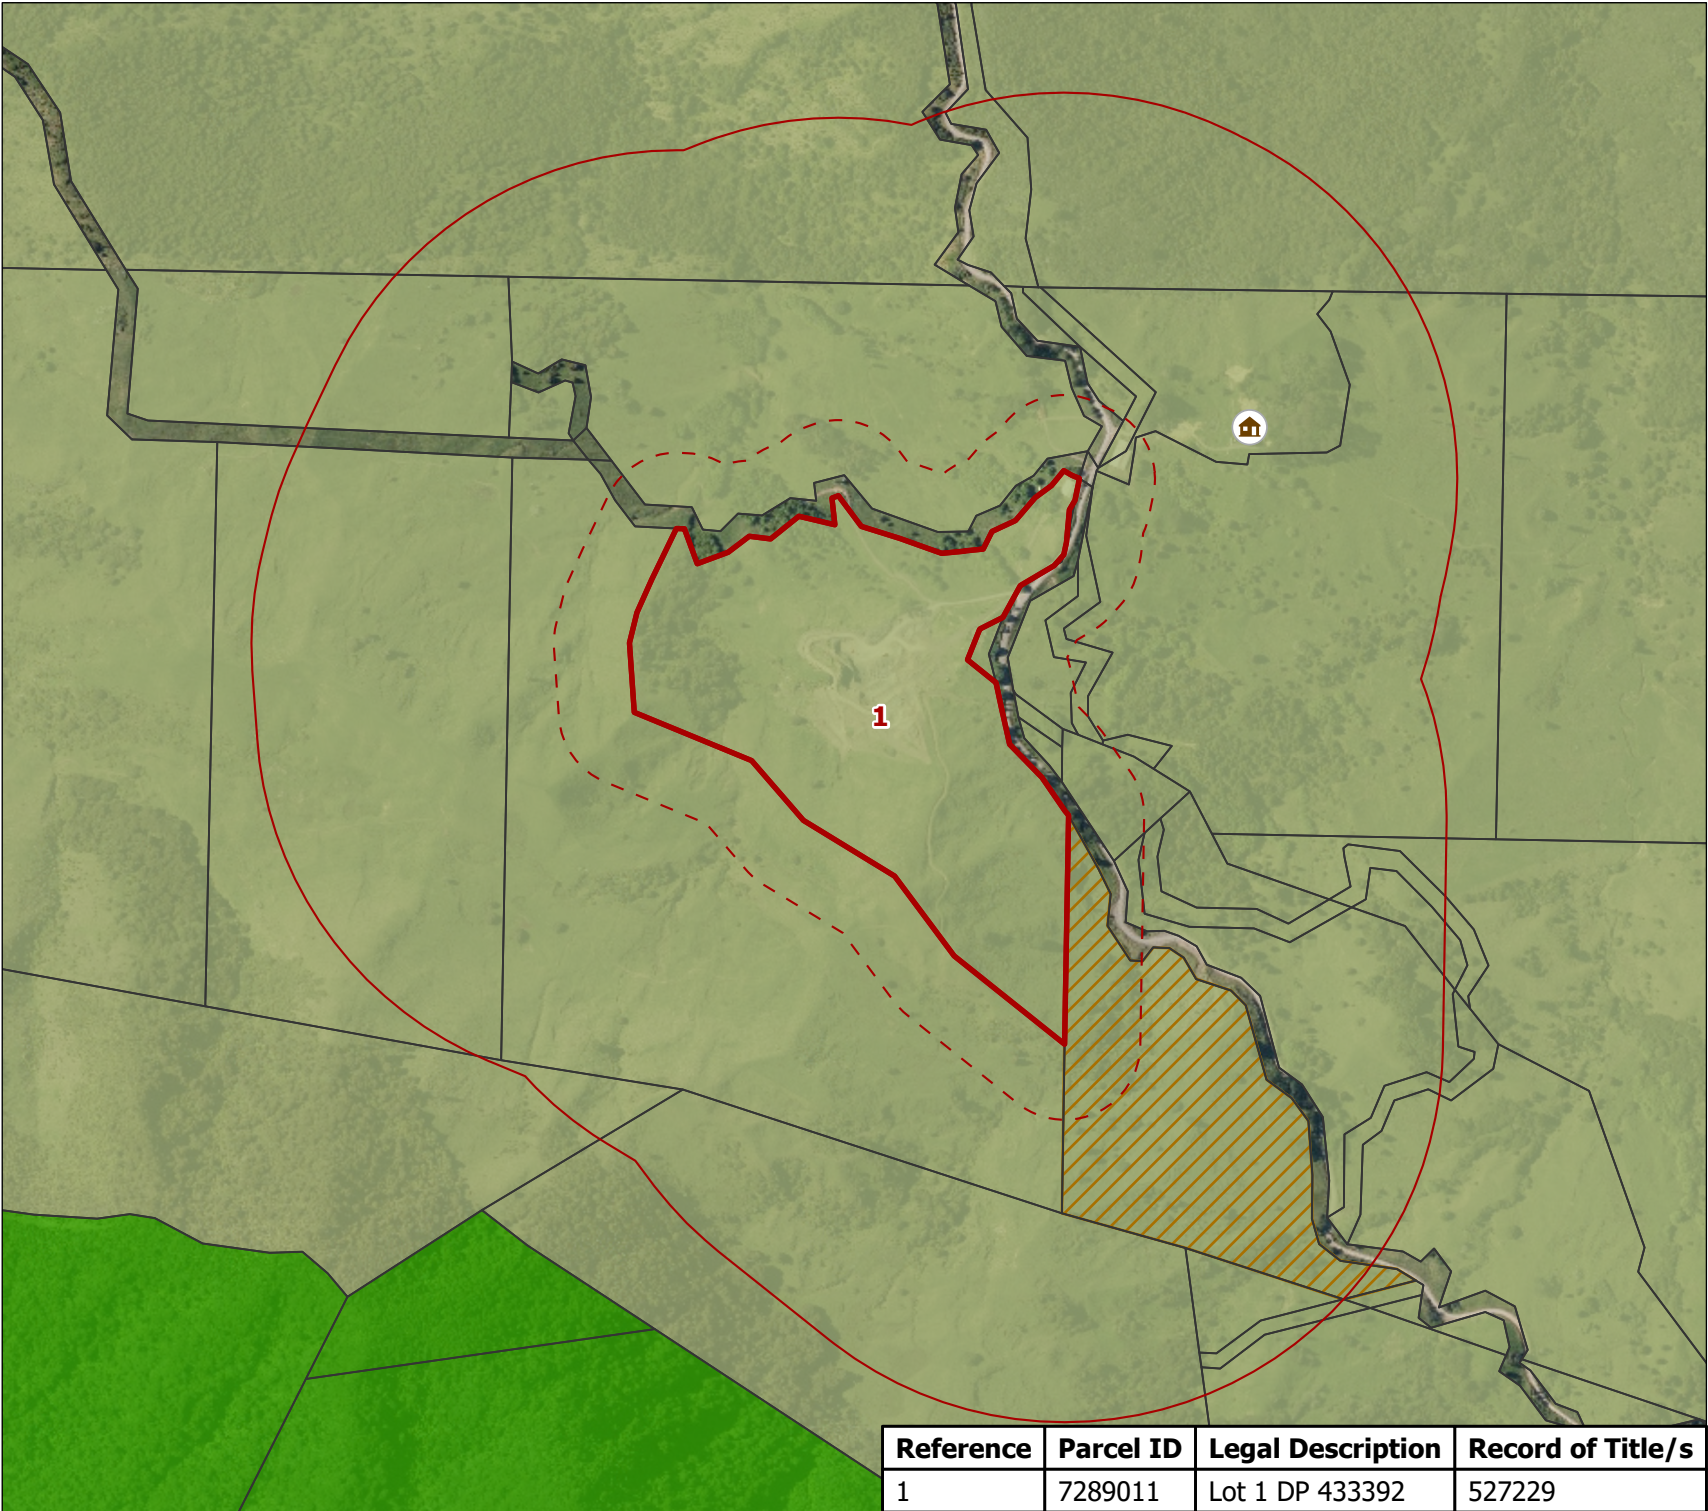 1
Reference Parcel ID Legal Description Record of Title/s
1 7289011 Lot 1 DP 433392 527229